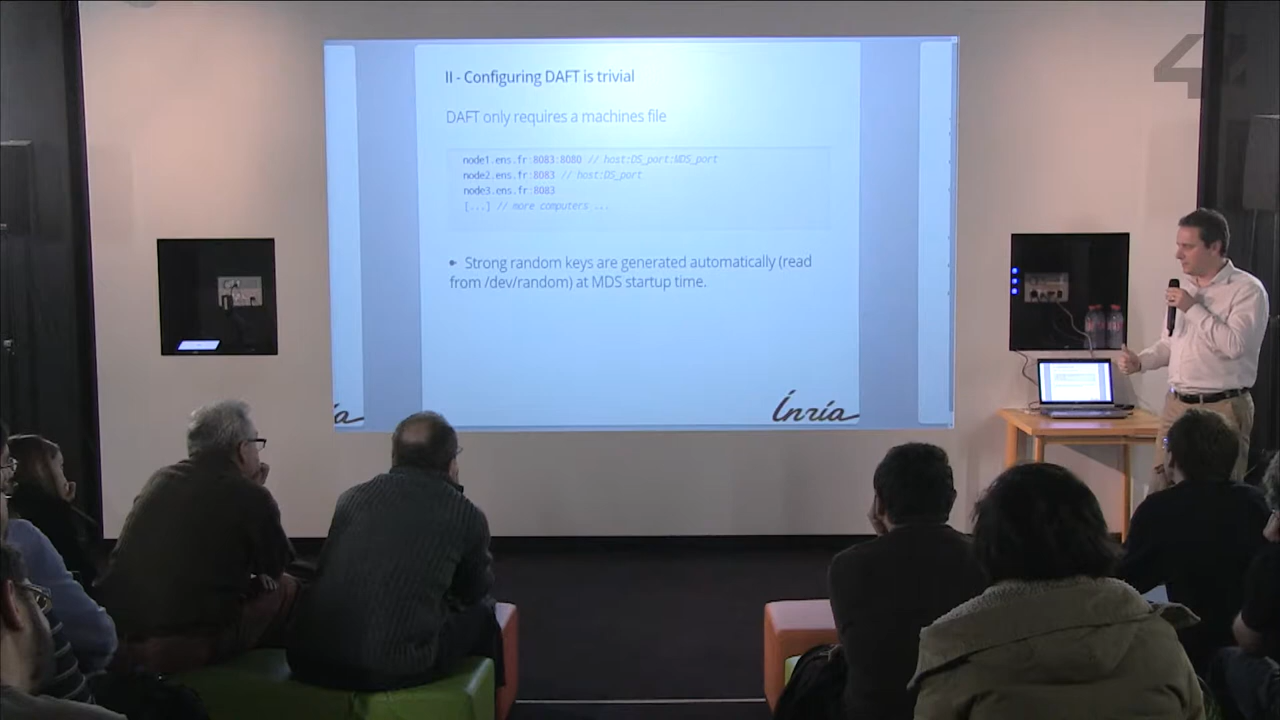 II - Configuring DAFT is trivial
DAFT only requires a machines file
node1.ens.fr:8083:8080 // host:DS_port:MDS_port
node2.ens.fr:8083 // host:DS_port
node3.ens.fr:8083
[...] // more computers ...
Strong random keys are generated automatically (read
from /dev/random) at MDS startup time.
Inria
ia
42